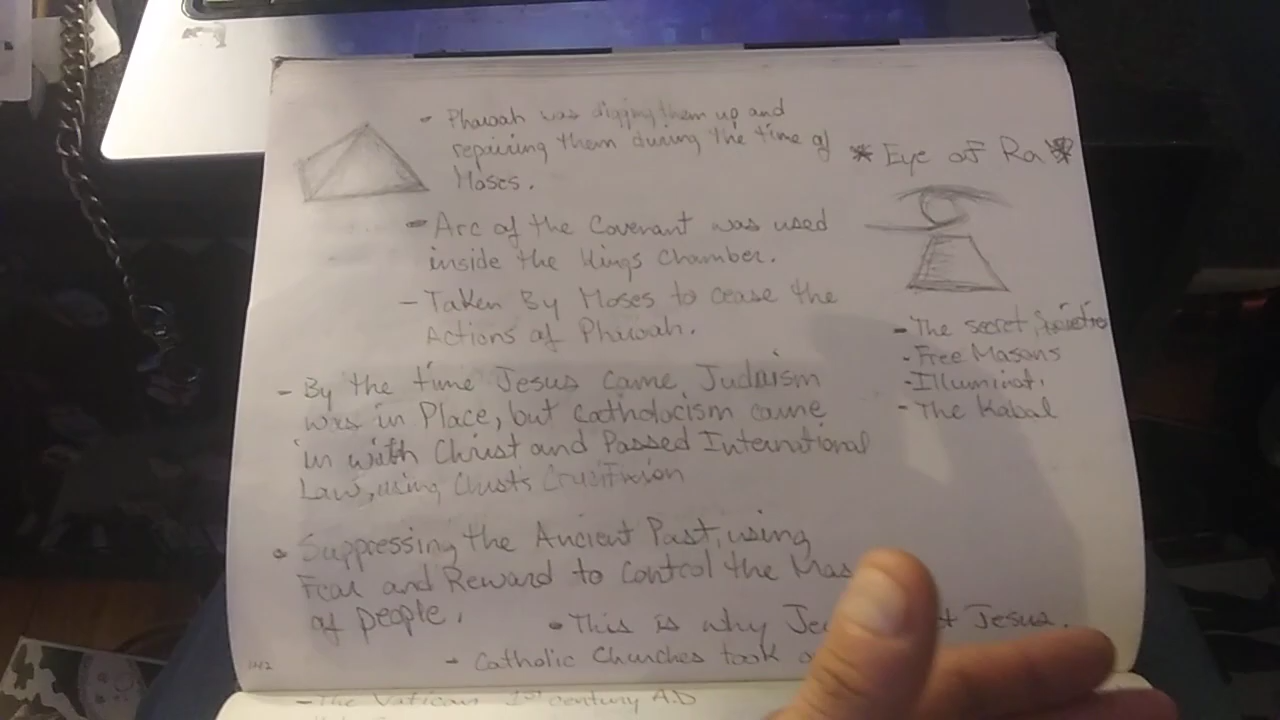 - Pharoah was digging them up and
repairing them during the time of
Moses.
- Arc of the Covenant was used
inside the Kings Chamber.
- Taken By Moses to cease the
Actions of Pharoah.
* Eye of Ra *
- The secret Societies
- Free Masons
- Illuminati
- The Kabal
- By the time Jesus came Judaism
was in Place, but Catholocism came
in with Christ and Passed International
Law, using Christs Crucifixion
• Suppressing the Ancient Past, using
Fear and Reward to control the
of people.
• This is why Jesus.
- Catholic Churches took
142
- The Vatican 1st century A.D